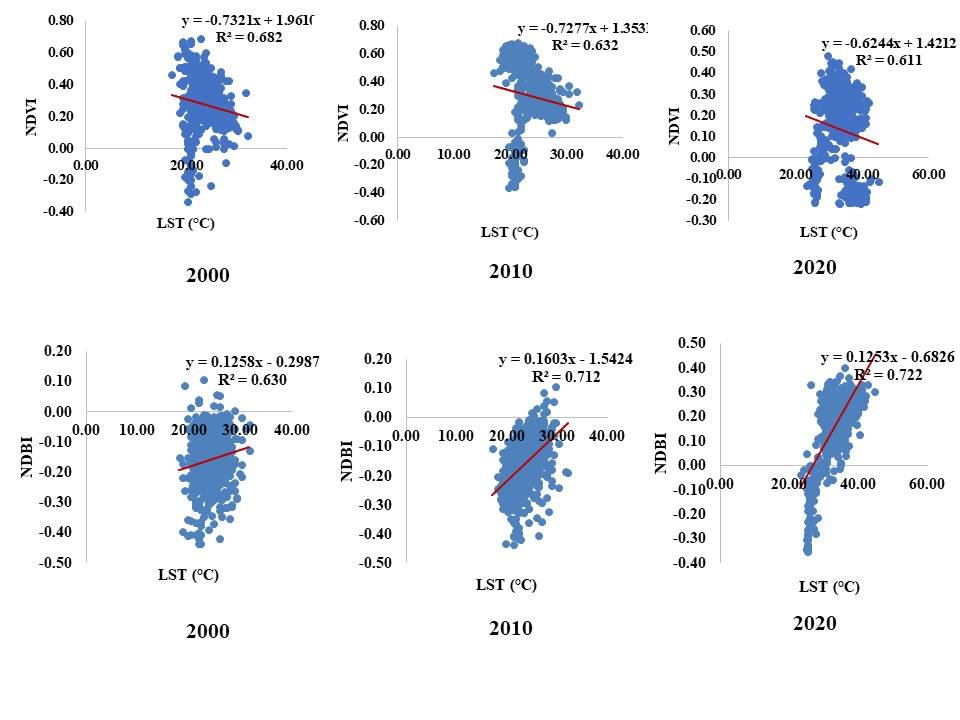 y = -0.7321x + 1.9610
R² = 0.682
0.80
0.60
0.40
0.20
0.00
-0.20
-0.40
0.00 20.00 40.00
NDVI
LST (°C)
2000
y = -0.7277x + 1.3531
R² = 0.632
0.80
0.60
0.40
0.20
0.00
-0.20
-0.40
-0.60
0.00 10.00 20.00 30.00 40.00
NDVI
LST (°C)
2010
y = -0.6244x + 1.4212
R² = 0.611
0.60
0.50
0.40
0.30
0.20
0.10
0.00
-0.10
-0.20
-0.30
0.00 20.00 40.00 60.00
NDVI
LST (°C)
2020
y = 0.1258x - 0.2987
R² = 0.630
0.20
0.10
0.00
-0.10
-0.20
-0.30
-0.40
-0.50
0.00 10.00 20.00 30.00 40.00
NDBI
LST (°C)
2000
y = 0.1603x - 1.5424
R² = 0.712
0.20
0.10
0.00
-0.10
-0.20
-0.30
-0.40
-0.50
0.00 10.00 20.00 30.00 40.00
NDBI
LST (°C)
2010
y = 0.1253x - 0.6826
R² = 0.722
0.50
0.40
0.30
0.20
0.10
0.00
-0.10
-0.20
-0.30
-0.40
0.00 20.00 40.00 60.00
NDBI
LST (°C)
2020